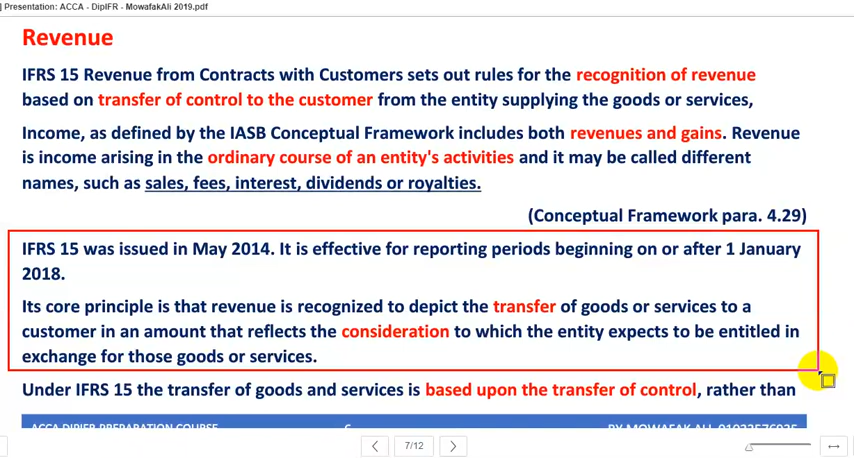 Presentation: ACCA - DipIFR - MowafakAli 2019.pdf
Revenue
IFRS 15 Revenue from Contracts with Customers sets out rules for the recognition of revenue
based on transfer of control to the customer from the entity supplying the goods or services,
Income, as defined by the IASB Conceptual Framework includes both revenues and gains. Revenue
is income arising in the ordinary course of an entity's activities and it may be called different
names, such as sales, fees, interest, dividends or royalties.
(Conceptual Framework para. 4.29)
IFRS 15 was issued in May 2014. It is effective for reporting periods beginning on or after 1 January
2018.
Its core principle is that revenue is recognized to depict the transfer of goods or services to a
customer in an amount that reflects the consideration to which the entity expects to be entitled in
exchange for those goods or services.
Under IFRS 15 the transfer of goods and services is based upon the transfer of control, rather than
ACCA DIPIFR PREPARATION COURSE 6 BY MOWAFAK ALI
7/12